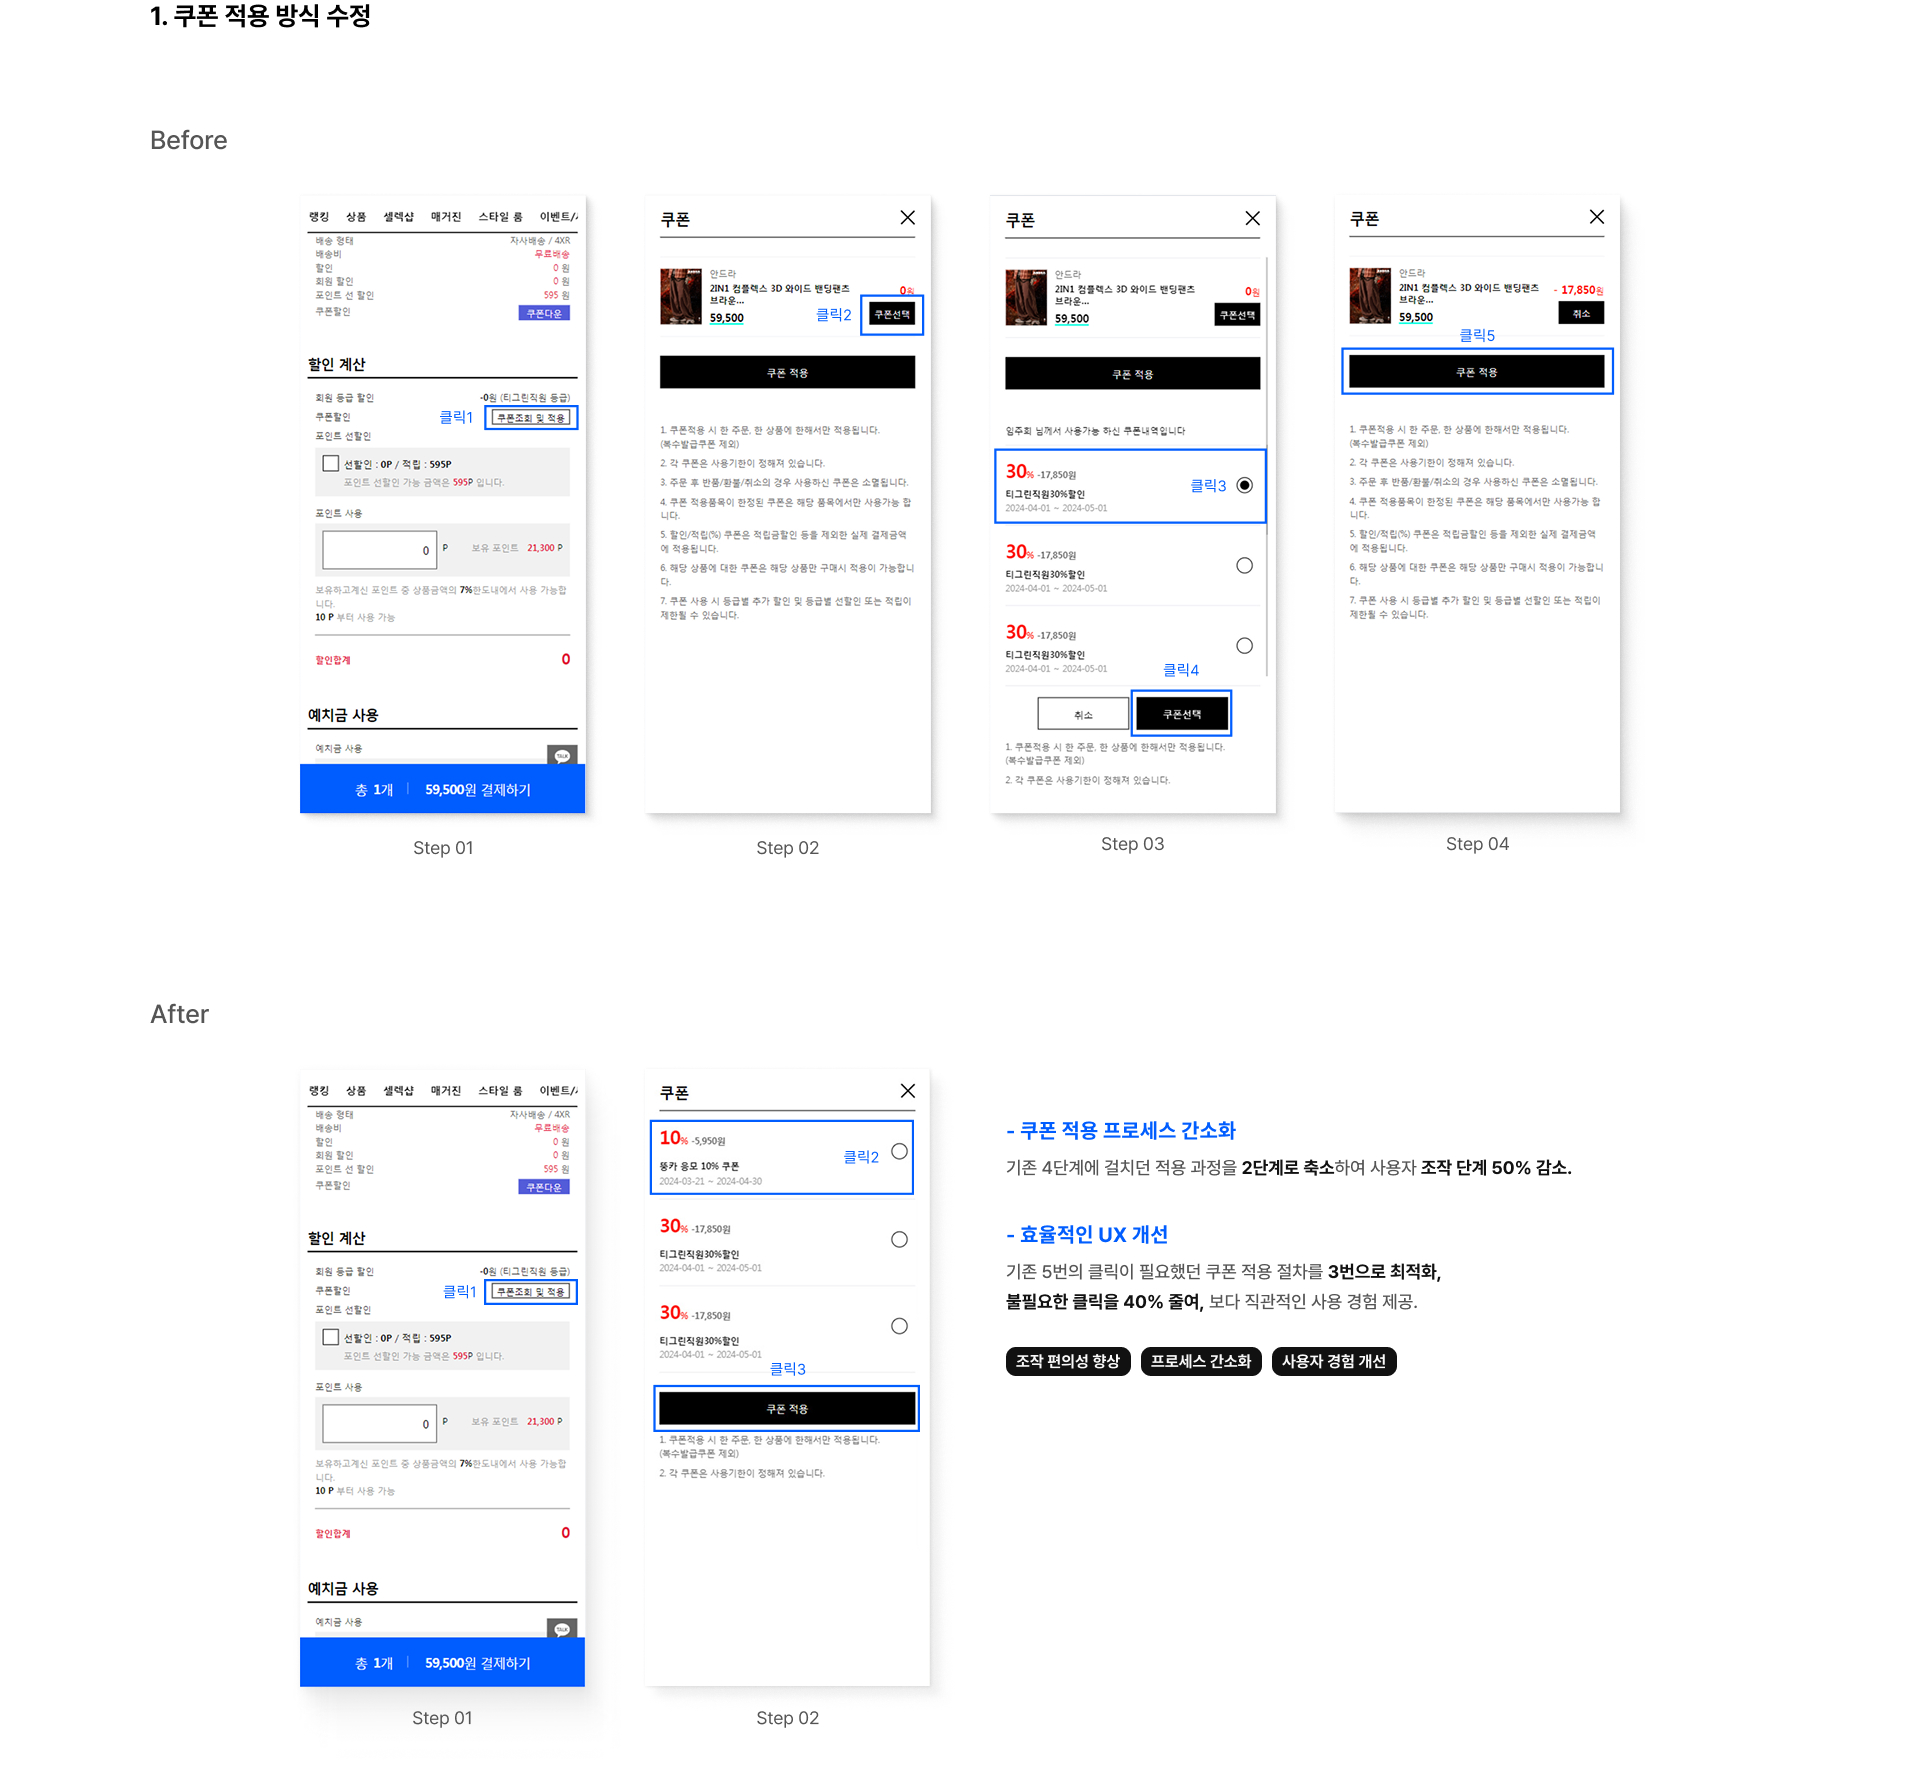 1. 쿠폰 적용 방식 수정
Before
랭킹 상품 셀렉샵 매거진 스타일 룸 이벤트/
배송 형태 자사배송 / 4XR
배송비 무료배송
할인 0 원
회원 할인 0 원
포인트 선 할인 595 원
쿠폰할인 쿠폰다운
할인 계산
회원 등급 할인 -0원 (티그린직원 등급)
쿠폰할인 클릭1 쿠폰조회 및 적용
포인트 선할인
선할인 : 0P / 적립 : 595P
포인트 선할인 가능 금액은 595P 입니다.
포인트 사용
0 P 보유 포인트 21,300 P
보유하고계신 포인트 중 상품금액의 7%한도내에서 사용 가능합
니다.
10 P 부터 사용 가능
할인합계 0
예치금 사용
예치금 사용
TALK
총 1개 59,500원 결제하기
Step 01
쿠폰
안드라
2IN1 컴플렉스 3D 와이드 밴딩팬츠
브라운...
0원
59,500 클릭2 쿠폰선택
쿠폰 적용
1. 쿠폰적용 시 한 주문, 한 상품에 한해서만 적용됩니다.
(복수발급쿠폰 제외)
2. 각 쿠폰은 사용기한이 정해져 있습니다.
3. 주문 후 반품/환불/취소의 경우 사용하신 쿠폰은 소멸됩니다.
4. 쿠폰 적용품목이 한정된 쿠폰은 해당 품목에서만 사용가능 합
니다.
5. 할인/적립(%) 쿠폰은 적립금할인 등을 제외한 실제 결제금액
에 적용됩니다.
6. 해당 상품에 대한 쿠폰은 해당 상품만 구매시 적용이 가능합니
다.
7. 쿠폰 사용 시 등급별 추가 할인 및 등급별 선할인 또는 적립이
제한될 수 있습니다.
Step 02
쿠폰
안드라
2IN1 컴플렉스 3D 와이드 밴딩팬츠
브라운...
0원
59,500 쿠폰선택
쿠폰 적용
임주희 님께서 사용가능 하신 쿠폰내역입니다
30% -17,850원
클릭3
티그린직원30%할인
2024-04-01 ~ 2024-05-01
30% -17,850원
티그린직원30%할인
2024-04-01 ~ 2024-05-01
30% -17,850원
티그린직원30%할인
2024-04-01 ~ 2024-05-01
클릭4
취소 쿠폰선택
1. 쿠폰적용 시 한 주문, 한 상품에 한해서만 적용됩니다.
(복수발급쿠폰 제외)
2. 각 쿠폰은 사용기한이 정해져 있습니다.
Step 03
쿠폰
안드라
2IN1 컴플렉스 3D 와이드 밴딩팬츠
브라운...
- 17,850원
59,500 취소
클릭5
쿠폰 적용
1. 쿠폰적용 시 한 주문, 한 상품에 한해서만 적용됩니다.
(복수발급쿠폰 제외)
2. 각 쿠폰은 사용기한이 정해져 있습니다.
3. 주문 후 반품/환불/취소의 경우 사용하신 쿠폰은 소멸됩니다.
4. 쿠폰 적용품목이 한정된 쿠폰은 해당 품목에서만 사용가능 합
니다.
5. 할인/적립(%) 쿠폰은 적립금할인 등을 제외한 실제 결제금액
에 적용됩니다.
6. 해당 상품에 대한 쿠폰은 해당 상품만 구매시 적용이 가능합니
다.
7. 쿠폰 사용 시 등급별 추가 할인 및 등급별 선할인 또는 적립이
제한될 수 있습니다.
Step 04
After
랭킹 상품 셀렉샵 매거진 스타일 룸 이벤트/
배송 형태 자사배송 / 4XR
배송비 무료배송
할인 0 원
회원 할인 0 원
포인트 선 할인 595 원
쿠폰할인 쿠폰다운
할인 계산
회원 등급 할인 -0원 (티그린직원 등급)
쿠폰할인 클릭1 쿠폰조회 및 적용
포인트 선할인
선할인 : 0P / 적립 : 595P
포인트 선할인 가능 금액은 595P 입니다.
포인트 사용
0 P 보유 포인트 21,300 P
보유하고계신 포인트 중 상품금액의 7%한도내에서 사용 가능합
니다.
10 P 부터 사용 가능
할인합계 0
예치금 사용
예치금 사용
TALK
총 1개 59,500원 결제하기
Step 01
쿠폰
10% -5,950원
클릭2
뚱카 응모 10% 쿠폰
2024-03-21 ~ 2024-04-30
30% -17,850원
티그린직원30%할인
2024-04-01 ~ 2024-05-01
30% -17,850원
티그린직원30%할인
2024-04-01 ~ 2024-05-01
클릭3
쿠폰 적용
1. 쿠폰적용 시 한 주문, 한 상품에 한해서만 적용됩니다.
(복수발급쿠폰 제외)
2. 각 쿠폰은 사용기한이 정해져 있습니다.
Step 02
- 쿠폰 적용 프로세스 간소화
기존 4단계에 걸치던 적용 과정을 2단계로 축소하여 사용자 조작 단계 50% 감소.
- 효율적인 UX 개선
기존 5번의 클릭이 필요했던 쿠폰 적용 절차를 3번으로 최적화,
불필요한 클릭을 40% 줄여, 보다 직관적인 사용 경험 제공.
조작 편의성 향상 프로세스 간소화 사용자 경험 개선